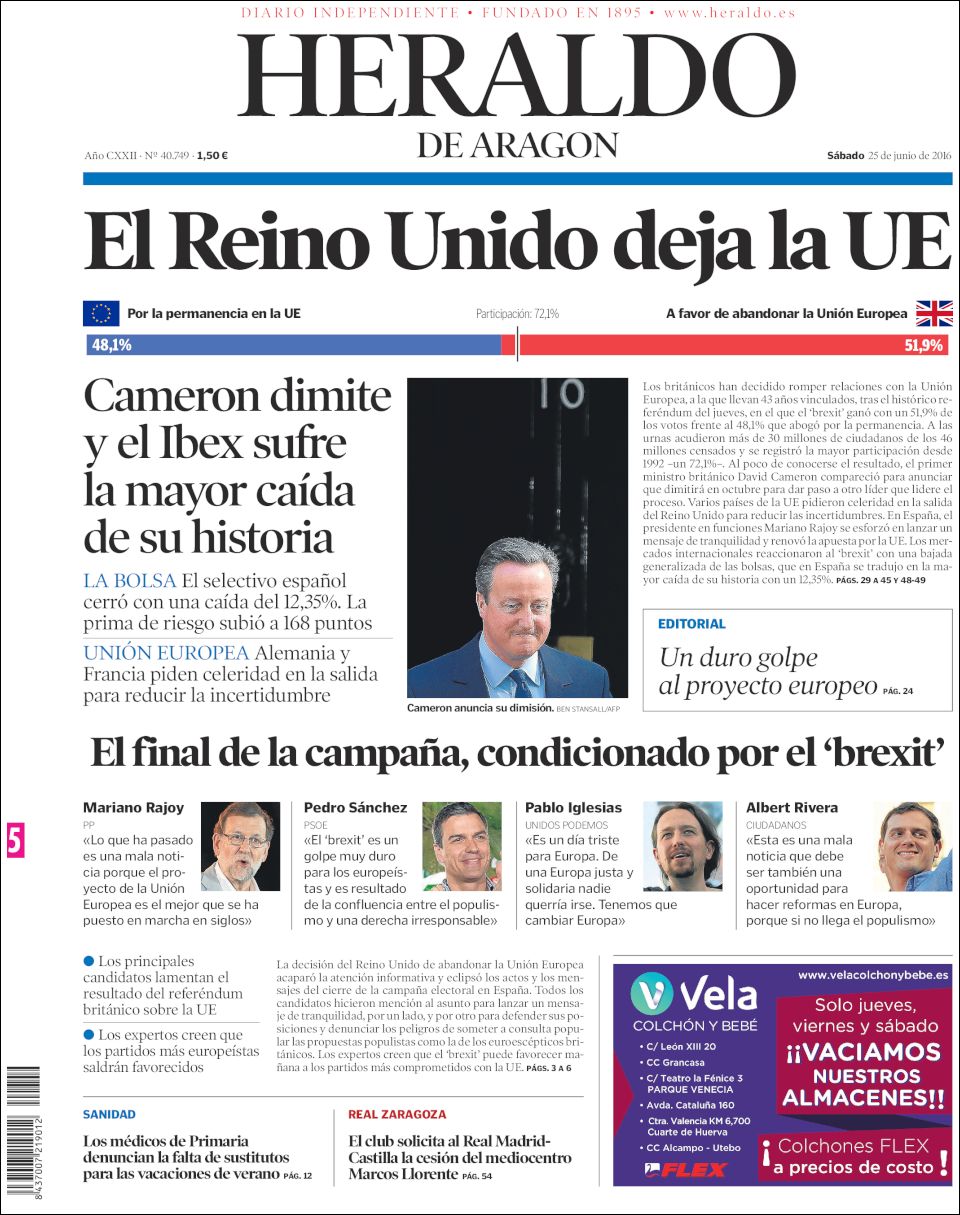 DIARIO INDEPENDIENTE • FUNDADO EN 1895 • www.heraldo.es
HERALDO
DE ARAGON
Año CXXII · Nº 40.749 · 1,50 €
Sábado 25 de junio de 2016
El Reino Unido deja la UE
Por la permanencia en la UE
Participación: 72,1%
A favor de abandonar la Unión Europea
48,1%
51,9%
Cameron dimite
y el Ibex sufre
la mayor caída
de su historia
LA BOLSA El selectivo español
cerró con una caída del 12,35%. La
prima de riesgo subió a 168 puntos
UNIÓN EUROPEA Alemania y
Francia piden celeridad en la salida
para reducir la incertidumbre
10
Cameron anuncia su dimisión. BEN STANSALL/AFP
Los británicos han decidido romper relaciones con la Unión
Europea, a la que llevan 43 años vinculados, tras el histórico re-
feréndum del jueves, en el que el 'brexit' ganó con un 51,9% de
los votos frente al 48,1% que abogó por la permanencia. A las
urnas acudieron más de 30 millones de ciudadanos de los 46
millones censados y se registró la mayor participación desde
1992 –un 72,1%–. Al poco de conocerse el resultado, el primer
ministro británico David Cameron compareció para anunciar
que dimitirá en octubre para dar paso a otro líder que lidere el
proceso. Varios países de la UE pidieron celeridad en la salida
del Reino Unido para reducir las incertidumbres. En España, el
presidente en funciones Mariano Rajoy se esforzó en lanzar un
mensaje de tranquilidad y renovó la apuesta por la UE. Los mer-
cados internacionales reaccionaron al 'brexit' con una bajada
generalizada de las bolsas, que en España se tradujo en la ma-
yor caída de su historia con un 12,35%. PÁGS. 29 A 45 Y 48-49
EDITORIAL
Un duro golpe
al proyecto europeo PÁG. 24
El final de la campaña, condicionado por el 'brexit'
Mariano Rajoy
PP
«Lo que ha pasado
es una mala noti-
cia porque el pro-
yecto de la Unión
Europea es el mejor que se ha
puesto en marcha en siglos»
Pedro Sánchez
PSOE
«El 'brexit' es un
golpe muy duro
para los europeís-
tas y es resultado
de la confluencia entre el populis-
mo y una derecha irresponsable»
Pablo Iglesias
UNIDOS PODEMOS
«Es un día triste
para Europa. De
una Europa justa y
solidaria nadie
querría irse. Tenemos que
cambiar Europa»
Albert Rivera
CIUDADANOS
«Esta es una mala
noticia que debe
ser también una
oportunidad para
hacer reformas en Europa,
porque si no llega el populismo»
5
● Los principales
candidatos lamentan el
resultado del referéndum
británico sobre la UE
● Los expertos creen que
los partidos más europeístas
saldrán favorecidos
La decisión del Reino Unido de abandonar la Unión Europea
acaparó la atención informativa y eclipsó los actos y los men-
sajes del cierre de la campaña electoral en España. Todos los
candidatos hicieron mención al asunto para lanzar un mensa-
je de tranquilidad, por un lado, y por otro para defender sus po-
siciones y denunciar los peligros de someter a consulta popu-
lar las propuestas populistas como la de los euroescépticos bri-
tánicos. Los expertos creen que el 'brexit' puede favorecer ma-
ñana a los partidos más comprometidos con la UE. PÁGS. 3 A 6
SANIDAD
Los médicos de Primaria
denuncian la falta de sustitutos
para las vacaciones de verano PÁG. 12
REAL ZARAGOZA
El club solicita al Real Madrid-
Castilla la cesión del mediocentro
Marcos Llorente PÁG. 54
8437007219012
Vela
COLCHÓN Y BEBÉ
• C/ León XIII 20
• CC Grancasa
• C/ Teatro la Fénice 3
PARQUE VENECIA
• Avda. Cataluña 160
• Ctra. Valencia KM 6,700
Cuarte de Huerva
• CC Alcampo - Utebo
FLEX
www.velacolchonybebe.es
Solo jueves,
viernes y sábado
¡¡VACIAMOS
NUESTROS
ALMACENES!!
¡Colchones FLEX
a precios de costo!